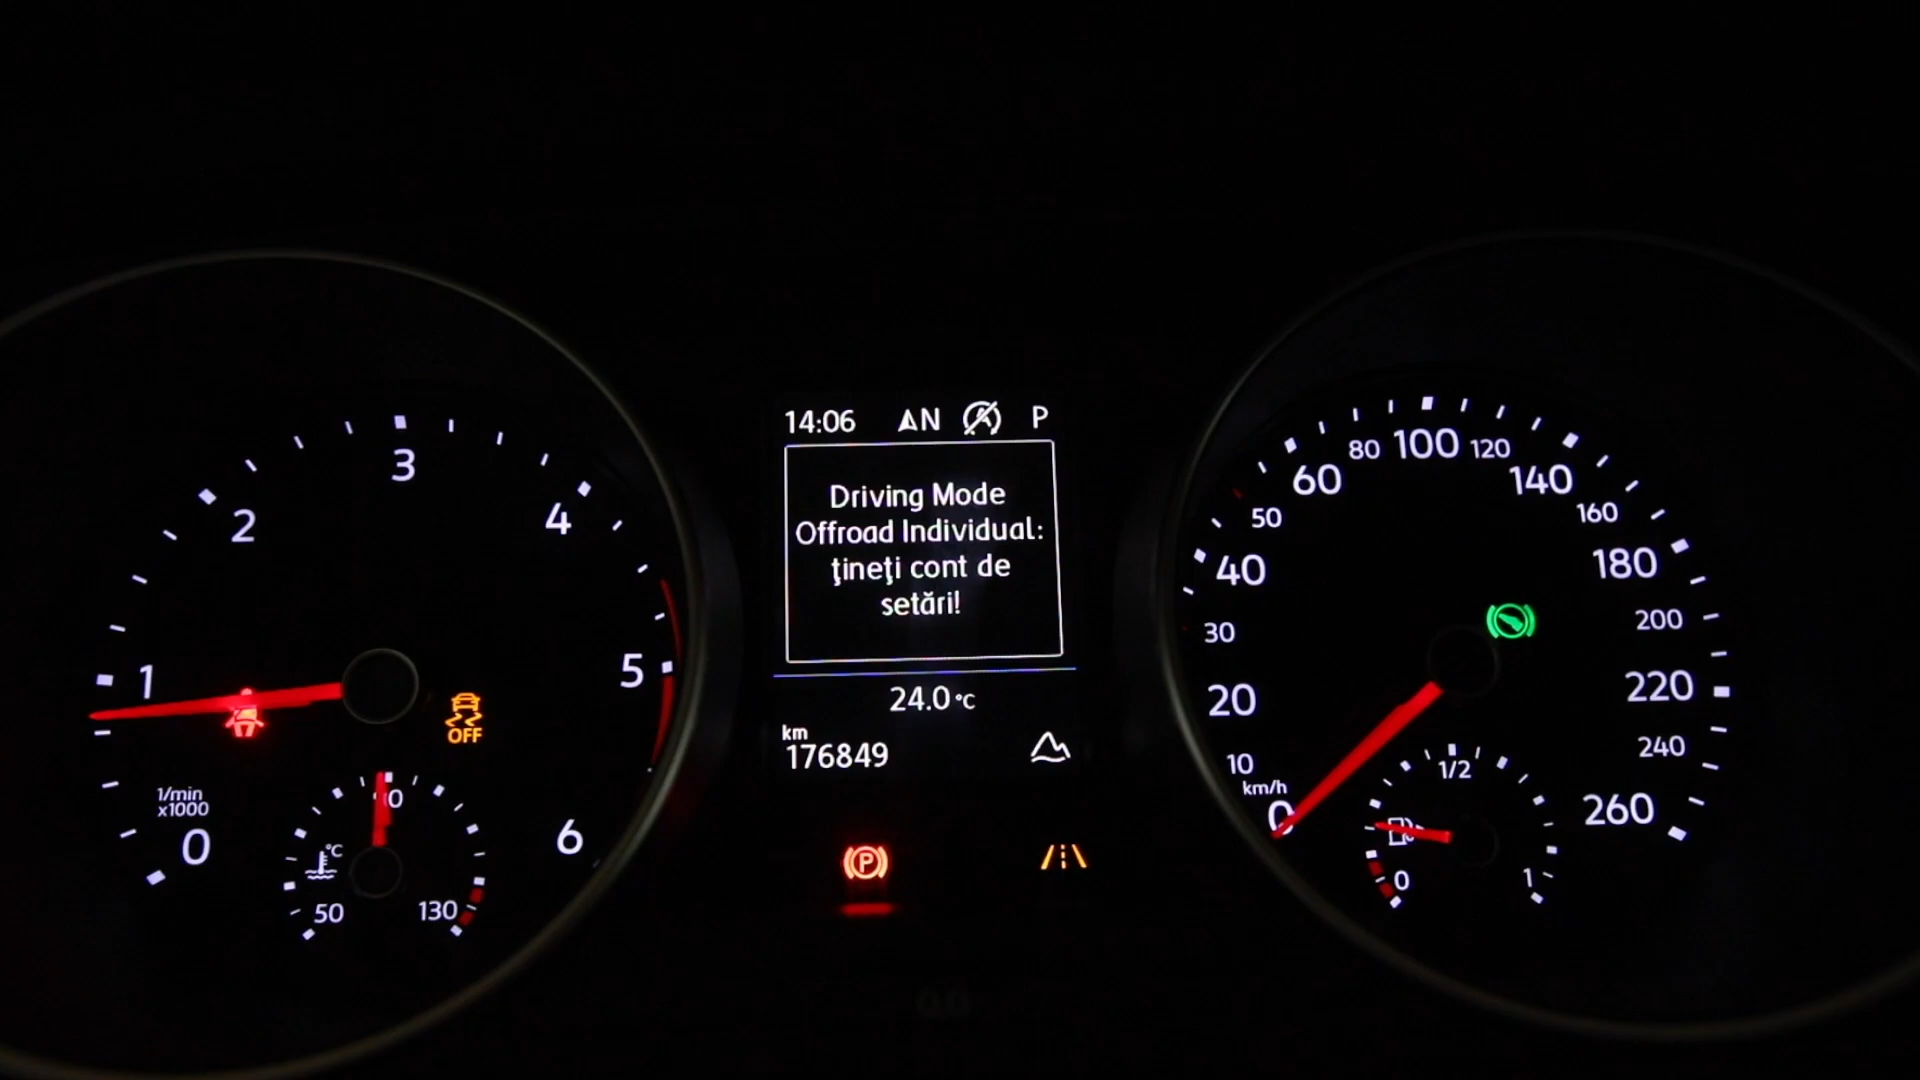 14:06 N P
Driving Mode
Offroad Individual:
ţineţi cont de
setări!
24.0 °C
km
176849
0
1
2
3
4
5
6
1/min
x1000
°C
50
90
130
OFF
P
0
10
20
30
40
50
60
80
100
120
140
160
180
200
220
240
260
km/h
0
1/2
1